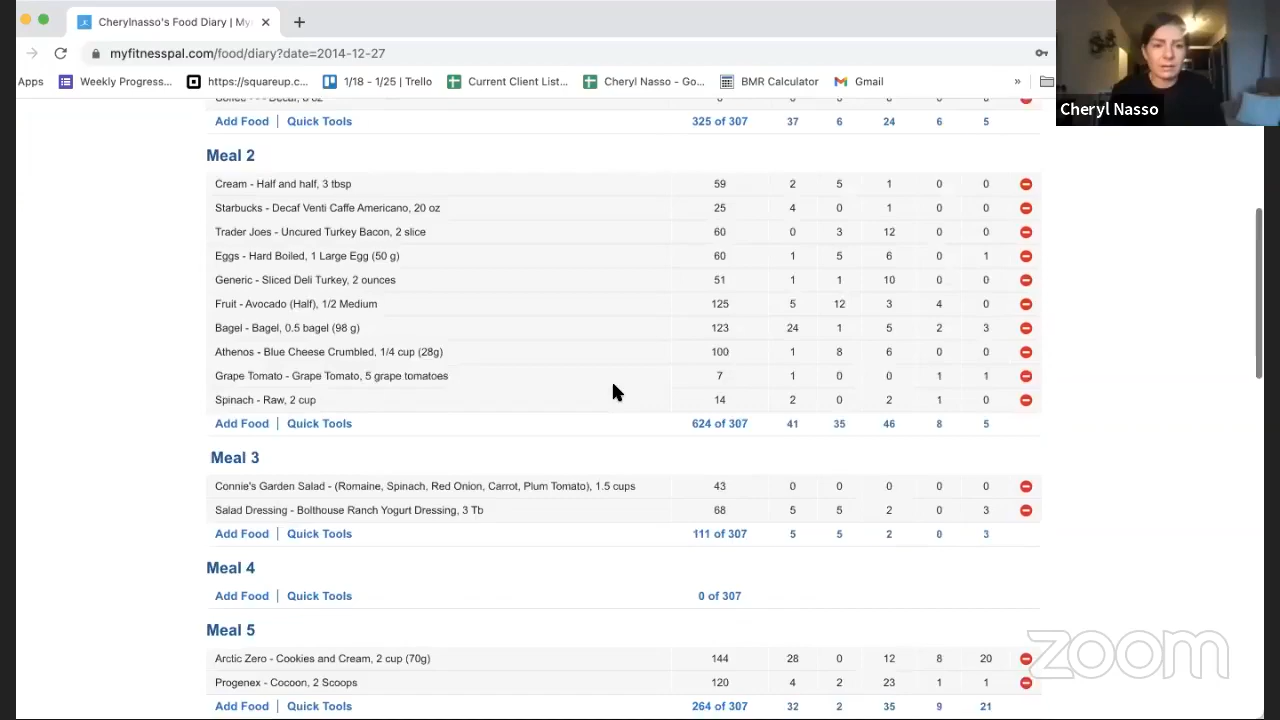 Cherylnasso's Food Diary | My
myfitnesspal.com/food/diary?date=2014-12-27
Apps Weekly Progress... https://squareup.c... 1/18 - 1/25 | Trello Current Client List... Cheryl Nasso - Go... BMR Calculator Gmail »
Cheryl Nasso
Coffee - - - Decaf, 8 oz 0 0 0 0 0 0
Add Food | Quick Tools 325 of 307 37 6 24 6 5
Meal 2
Cream - Half and half, 3 tbsp 59 2 5 1 0 0
Starbucks - Decaf Venti Caffe Americano, 20 oz 25 4 0 1 0 0
Trader Joes - Uncured Turkey Bacon, 2 slice 60 0 3 12 0 0
Eggs - Hard Boiled, 1 Large Egg (50 g) 60 1 5 6 0 1
Generic - Sliced Deli Turkey, 2 ounces 51 1 1 10 0 0
Fruit - Avocado (Half), 1/2 Medium 125 5 12 3 4 0
Bagel - Bagel, 0.5 bagel (98 g) 123 24 1 5 2 3
Athenos - Blue Cheese Crumbled, 1/4 cup (28g) 100 1 8 6 0 0
Grape Tomato - Grape Tomato, 5 grape tomatoes 7 1 0 0 1 1
Spinach - Raw, 2 cup 14 2 0 2 1 0
Add Food | Quick Tools 624 of 307 41 35 46 8 5
Meal 3
Connie's Garden Salad - (Romaine, Spinach, Red Onion, Carrot, Plum Tomato), 1.5 cups 43 0 0 0 0 0
Salad Dressing - Bolthouse Ranch Yogurt Dressing, 3 Tb 68 5 5 2 0 3
Add Food | Quick Tools 111 of 307 5 5 2 0 3
Meal 4
Add Food | Quick Tools 0 of 307
Meal 5
Arctic Zero - Cookies and Cream, 2 cup (70g) 144 28 0 12 8 20
Progenex - Cocoon, 2 Scoops 120 4 2 23 1 1
Add Food | Quick Tools 264 of 307 32 2 35 9 21
zoom